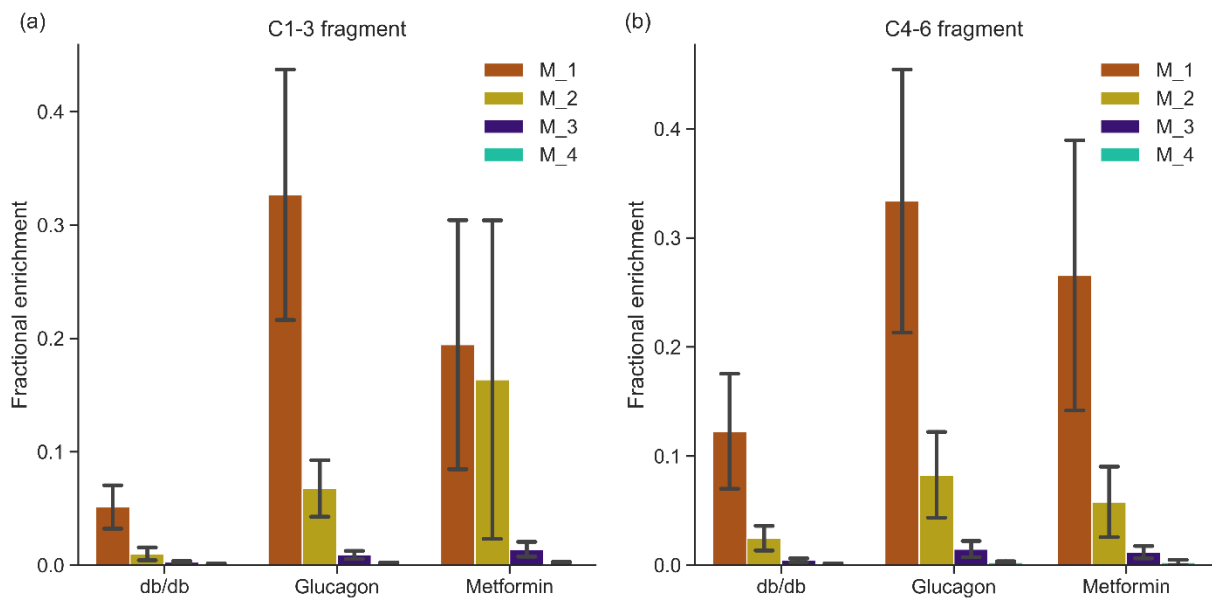 (a)
C1-3 fragment
M_1
M_2
M_3
M_4
Fractional enrichment
0.4
0.3
0.2
0.1
0.0
db/db
Glucagon
Metformin
(b)
C4-6 fragment
M_1
M_2
M_3
M_4
Fractional enrichment
0.4
0.3
0.2
0.1
0.0
db/db
Glucagon
Metformin